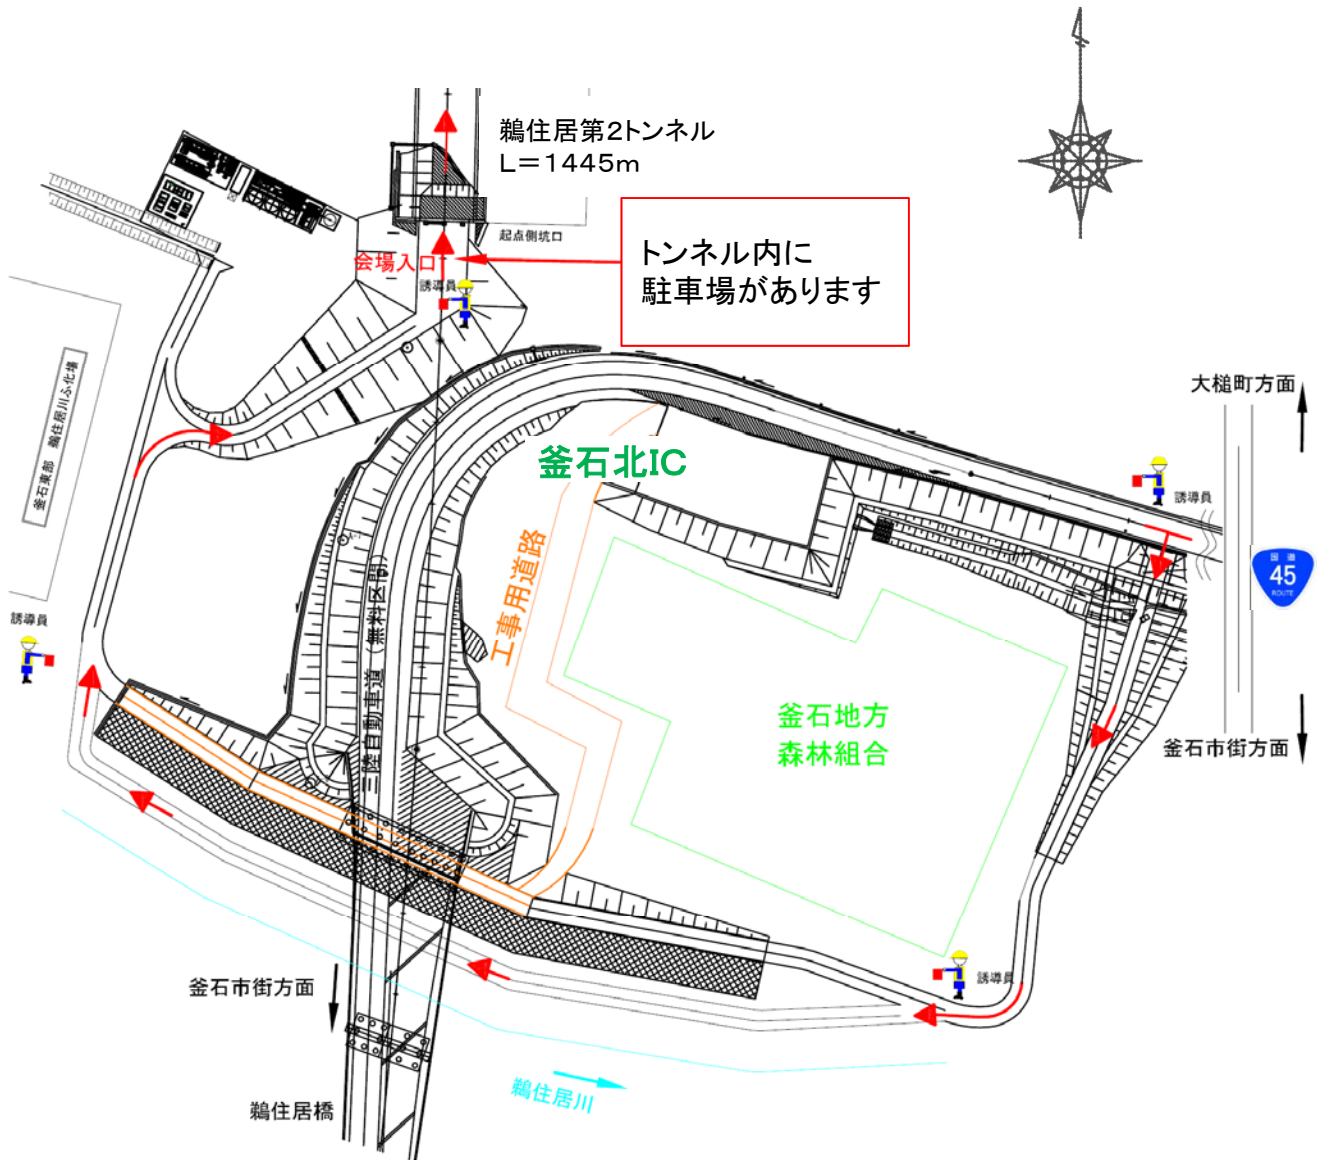 鵜住居第2トンネル
L＝1445m
起点側坑口
トンネル内に
駐車場があります
会場入口
誘導員
大槌町方面
釜石東部 鵜住居川ふ化場
釜石北IC
誘導員
国道
45
ROUTE
工事用道路
三陸自動車道（無料区間）
誘導員
釜石地方
森林組合
釜石市街方面
誘導員
釜石市街方面
鵜住居川
鵜住居橋